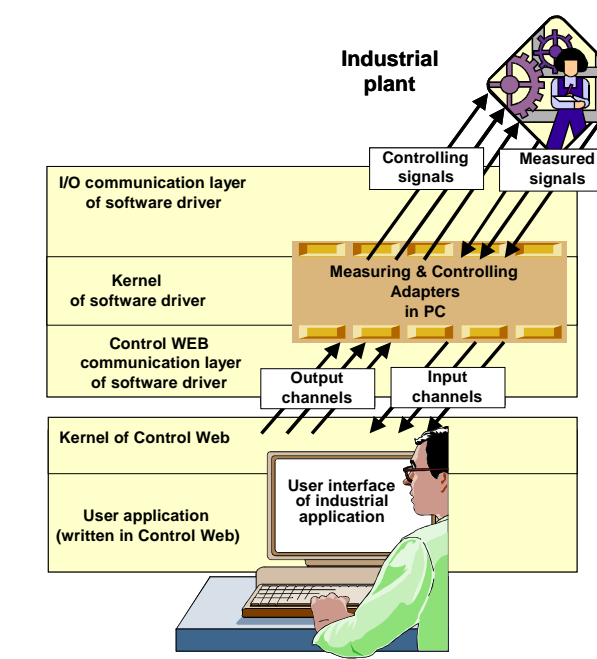 Industrial
plant
Controlling
signals
Measured
signals
I/O communication layer
of software driver
Measuring & Controlling
Adapters
in PC
Kernel
of software driver
Control WEB
communication layer
of software driver
Output
channels
Input
channels
Kernel of Control Web
User interface
of industrial
application
User application
(written in Control Web)